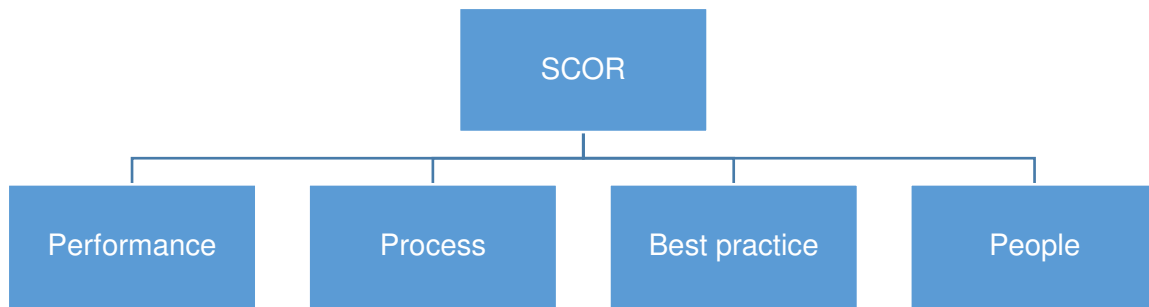 SCOR
Performance
Process
Best practice
People